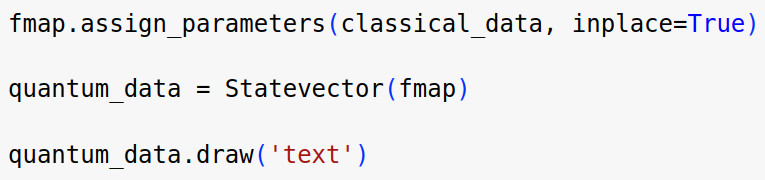 fmap.assign_parameters(classical_data, inplace=True)
quantum_data = Statevector(fmap)
quantum_data.draw('text')